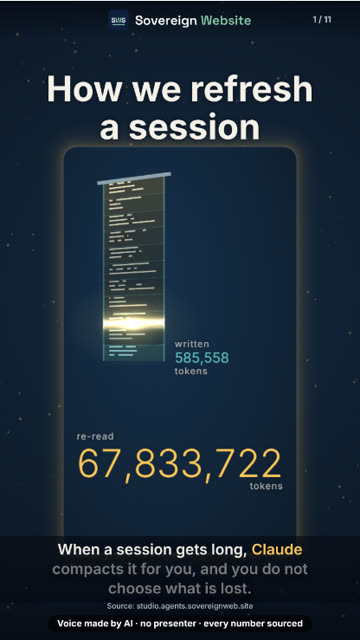 SWS Sovereign Website
1 / 11
How we refresh
a session
written
585,558
tokens
re-read
67,833,722
tokens
When a session gets long, Claude
compacts it for you, and you do not
choose what is lost.
Source: studio.agents.sovereignweb.site
Voice made by AI · no presenter · every number sourced